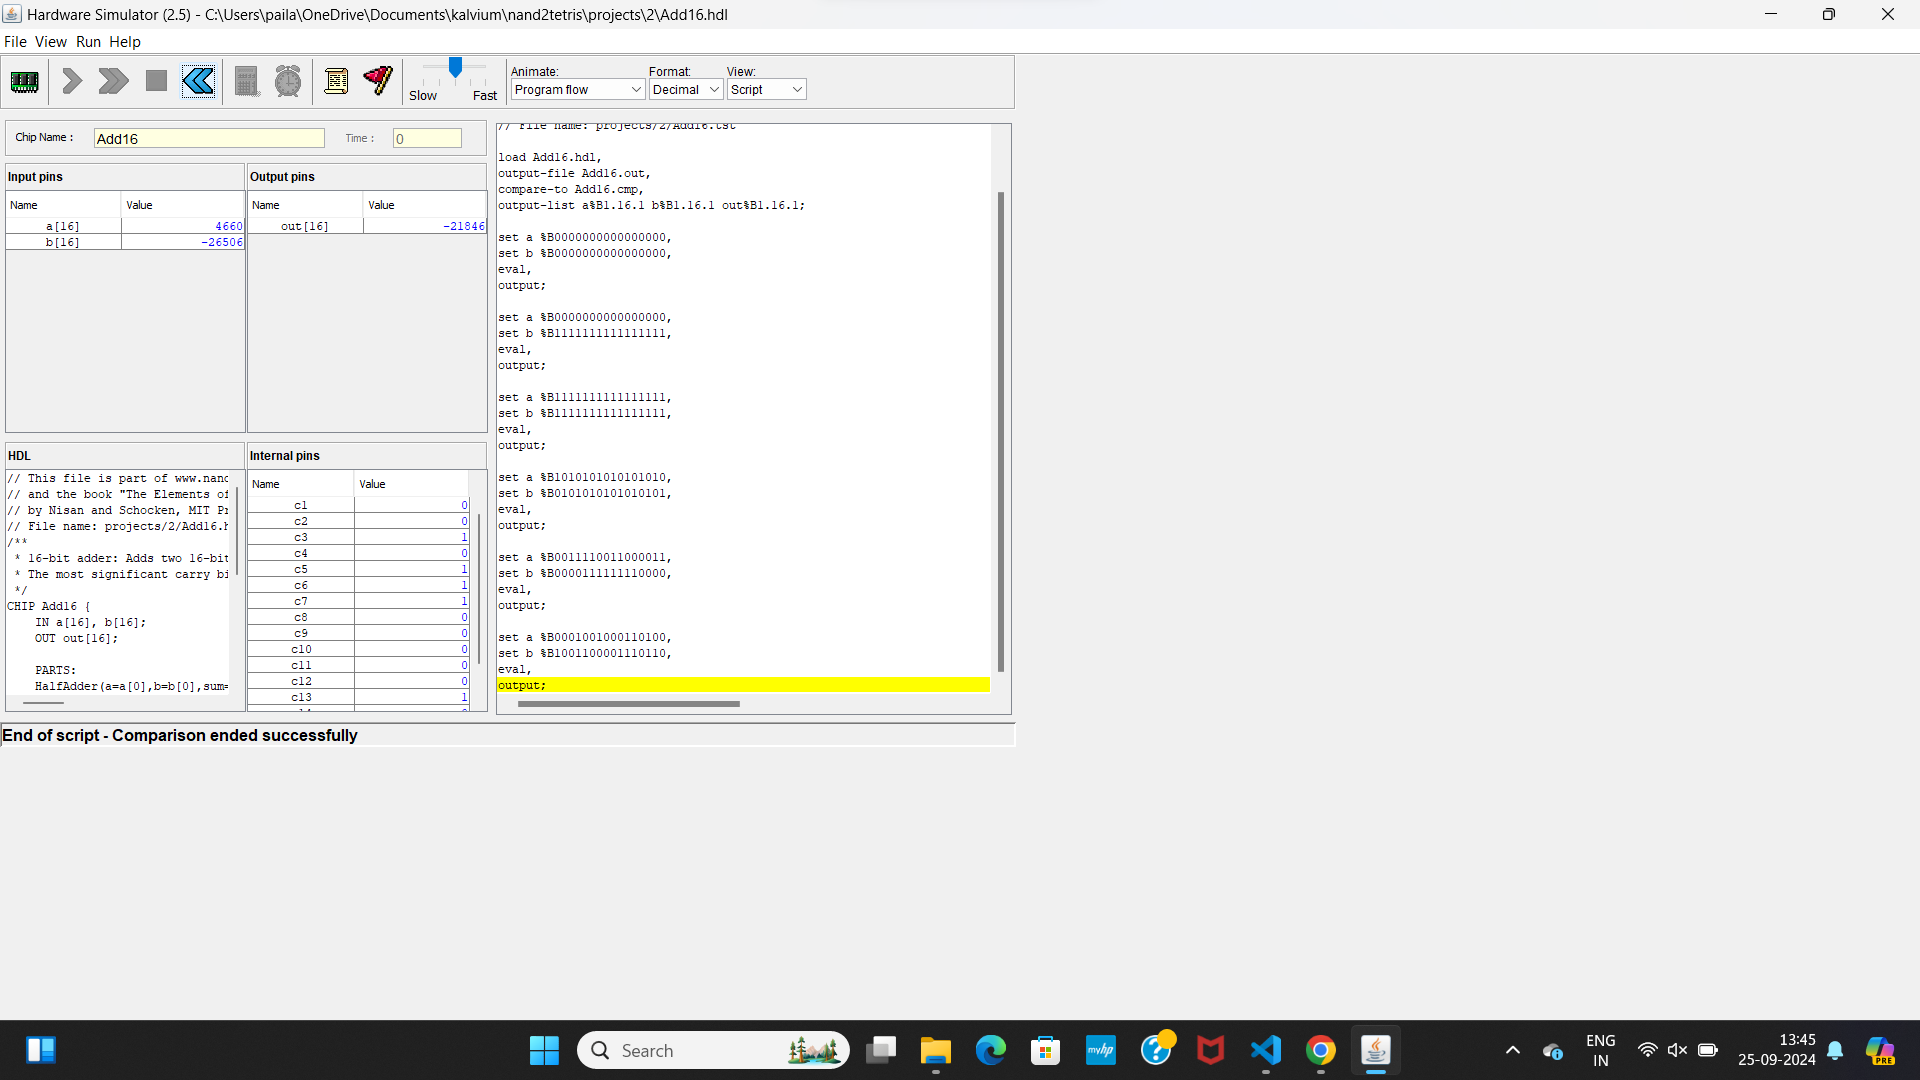 Hardware Simulator (2.5) - C:\Users\paila\OneDrive\Documents\kalvium\nand2tetris\projects\2\Add16.hdl
File View Run Help
Slow Fast
Animate:
Program flow
Format:
Decimal
View:
Script
Chip Name :
Add16
Time :
0
Input pins
Name Value
a[16] 4660
b[16] -26506
Output pins
Name Value
out[16] -21846
HDL
// This file is part of www.nand
// and the book "The Elements of
// by Nisan and Schocken, MIT Pr
// File name: projects/2/Add16.h
/**
* 16-bit adder: Adds two 16-bit
* The most significant carry bi
*/
CHIP Add16 {
IN a[16], b[16];
OUT out[16];
PARTS:
HalfAdder(a=a[0],b=b[0],sum=
Internal pins
Name Value
c1 0
c2 0
c3 1
c4 0
c5 1
c6 1
c7 1
c8 0
c9 0
c10 0
c11 0
c12 0
c13 1
// File name: projects/2/Add16.tst
load Add16.hdl,
output-file Add16.out,
compare-to Add16.cmp,
output-list a%B1.16.1 b%B1.16.1 out%B1.16.1;
set a %B0000000000000000,
set b %B0000000000000000,
eval,
output;
set a %B0000000000000000,
set b %B1111111111111111,
eval,
output;
set a %B1111111111111111,
set b %B1111111111111111,
eval,
output;
set a %B1010101010101010,
set b %B0101010101010101,
eval,
output;
set a %B0011110011000011,
set b %B0000111111110000,
eval,
output;
set a %B0001001000110100,
set b %B1001100001110110,
eval,
output;
End of script - Comparison ended successfully
Search
myhp
ENG
IN
13:45
25-09-2024
PRE